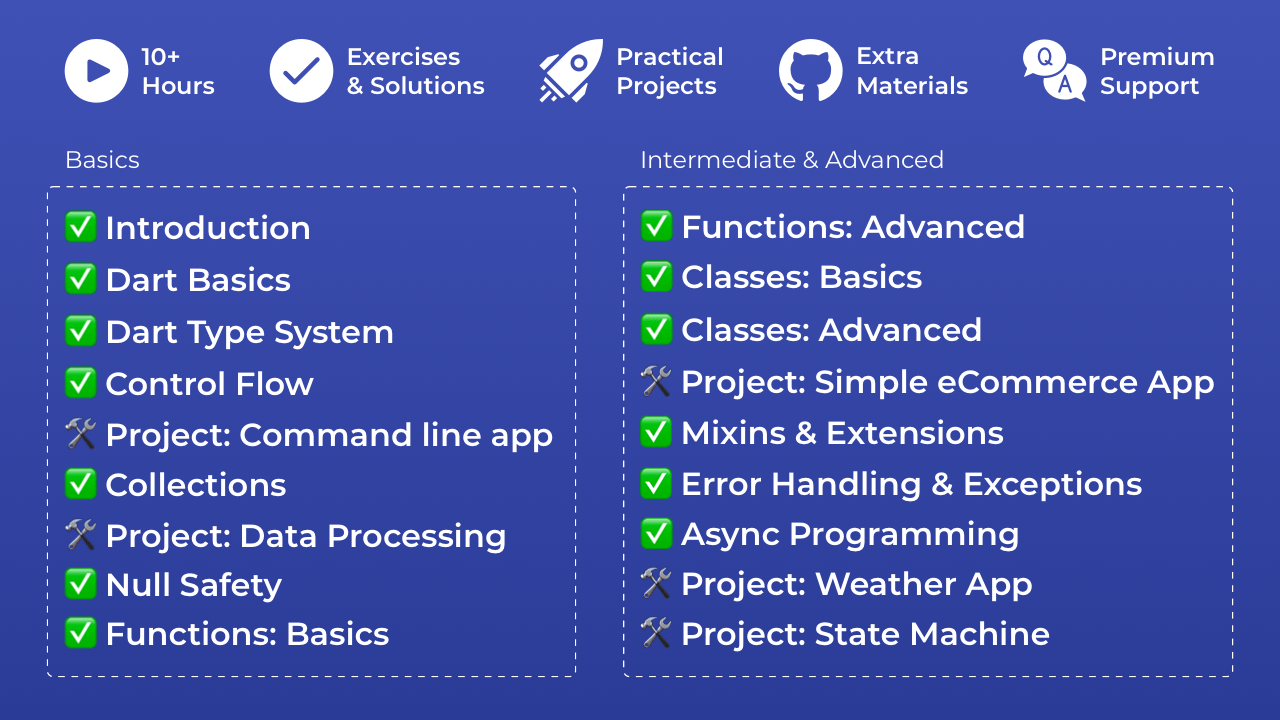 10+
Hours
Exercises
& Solutions
Practical
Projects
Extra
Materials
Q
A
Premium
Support
Basics
Introduction
Dart Basics
Dart Type System
Control Flow
Project: Command line app
Collections
Project: Data Processing
Null Safety
Functions: Basics
Intermediate & Advanced
Functions: Advanced
Classes: Basics
Classes: Advanced
Project: Simple eCommerce App
Mixins & Extensions
Error Handling & Exceptions
Async Programming
Project: Weather App
Project: State Machine